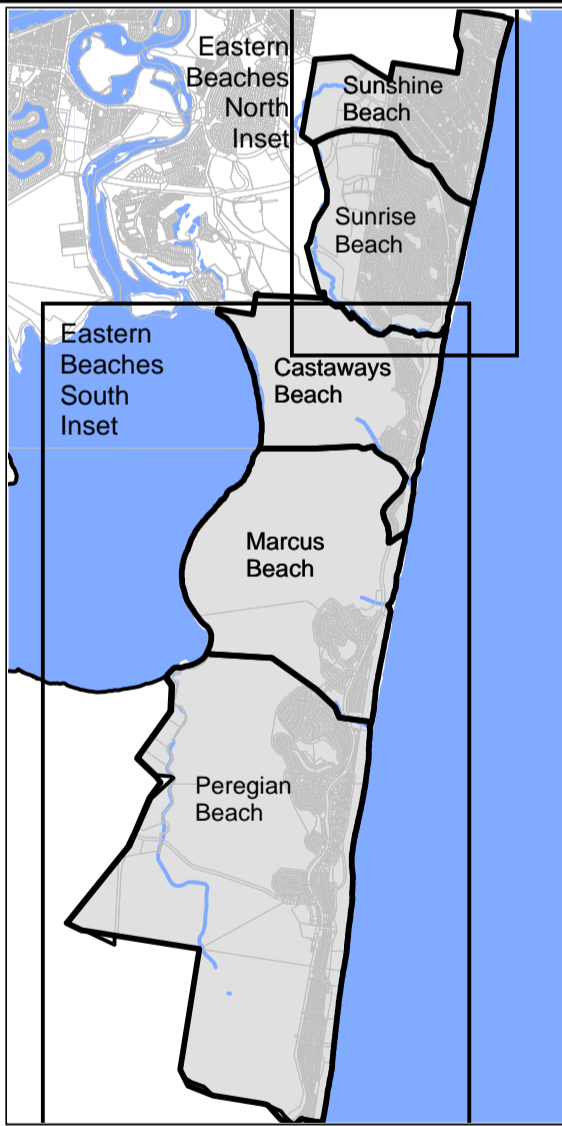 Eastern
Beaches
North
Inset
Sunshine
Beach
Sunrise
Beach
Eastern
Beaches
South
Inset
Castaways
Beach
Marcus
Beach
Peregian
Beach